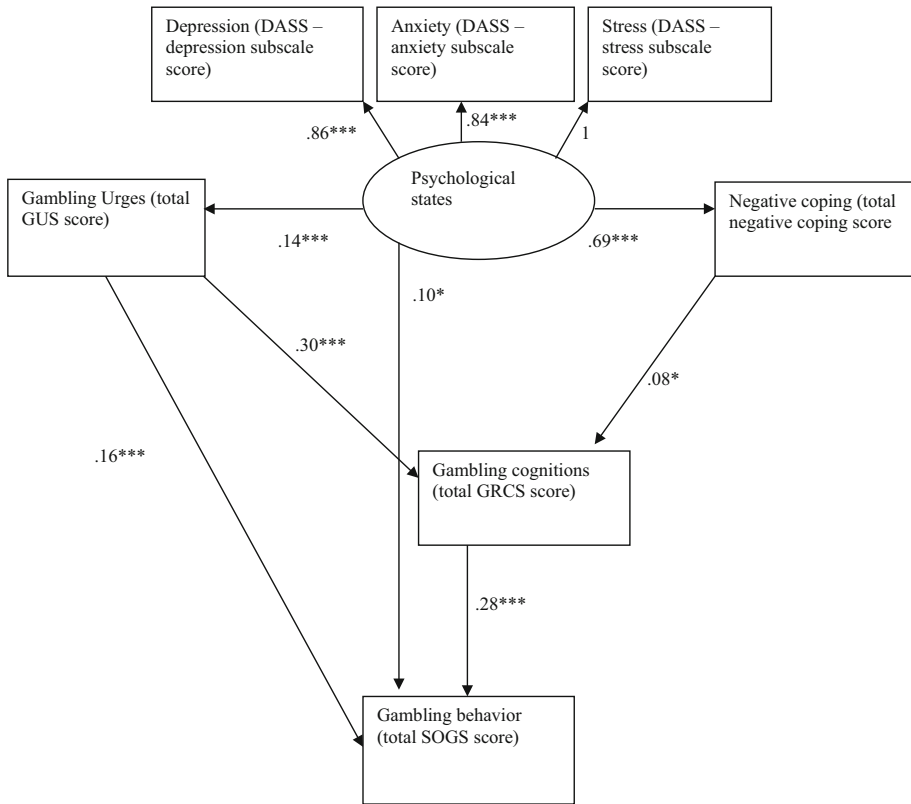 Depression (DASS –
depression subscale
score)
Anxiety (DASS –
anxiety subscale
score)
Stress (DASS –
stress subscale
score)
.86***
.84***
1
Psychological
states
Gambling Urges (total
GUS score)
Negative coping (total
negative coping score
.14***
.69***
.10*
.30***
.08*
.16***
Gambling cognitions
(total GRCS score)
.28***
Gambling behavior
(total SOGS score)